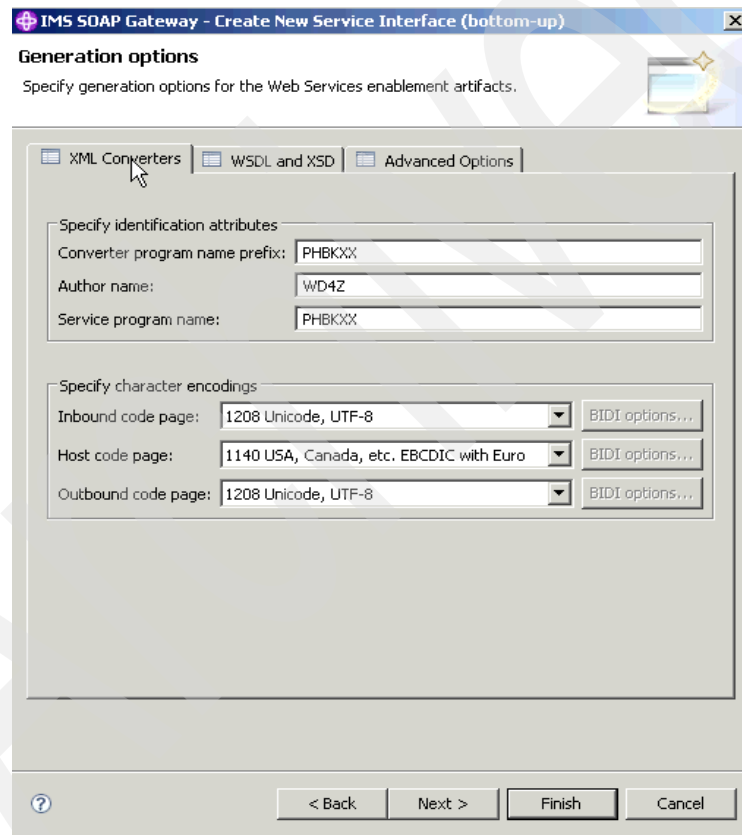 IMS SOAP Gateway - Create New Service Interface (bottom-up)
Generation options
Specify generation options for the Web Services enablement artifacts.
XML Converters WSDL and XSD Advanced Options
Specify identification attributes
Converter program name prefix: PHBKXX
Author name: WD4Z
Service program name: PHBKXX
Specify character encodings
Inbound code page: 1208 Unicode, UTF-8 BIDI options...
Host code page: 1140 USA, Canada, etc. EBCDIC with Euro BIDI options...
Outbound code page: 1208 Unicode, UTF-8 BIDI options...
? < Back Next > Finish Cancel